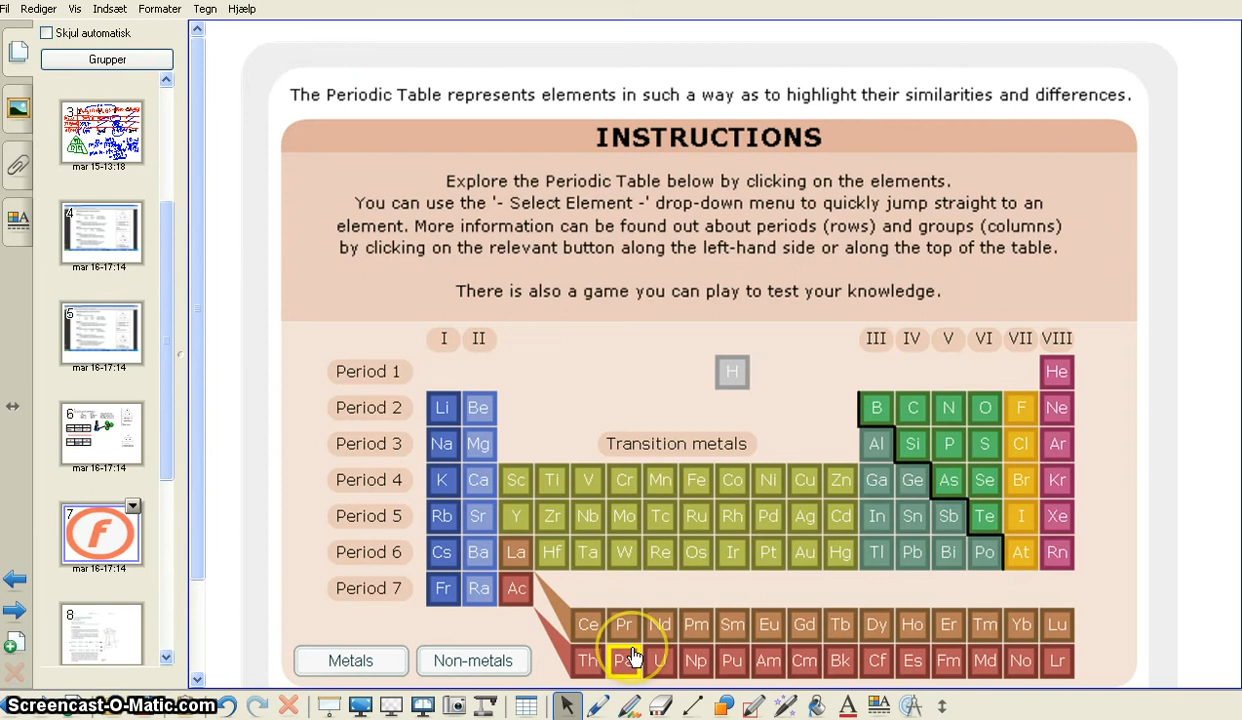 Fil Rediger Vis Indsæt Formater Tegn Hjælp
Skjul automatisk
Grupper
3
mar 15-13:18
4
mar 16-17:14
5
mar 16-17:14
6
mar 16-17:14
7
f
mar 16-17:14
8
The Periodic Table represents elements in such a way as to highlight their similarities and differences.
INSTRUCTIONS
Explore the Periodic Table below by clicking on the elements.
You can use the '- Select Element -' drop-down menu to quickly jump straight to an
element. More information can be found out about periods (rows) and groups (columns)
by clicking on the relevant button along the left-hand side or along the top of the table.
There is also a game you can play to test your knowledge.
I II III IV V VI VII VIII
Period 1 H He
Period 2 Li Be B C N O F Ne
Period 3 Na Mg Transition metals Al Si P S Cl Ar
Period 4 K Ca Sc Ti V Cr Mn Fe Co Ni Cu Zn Ga Ge As Se Br Kr
Period 5 Rb Sr Y Zr Nb Mo Tc Ru Rh Pd Ag Cd In Sn Sb Te I Xe
Period 6 Cs Ba La Hf Ta W Re Os Ir Pt Au Hg Tl Pb Bi Po At Rn
Period 7 Fr Ra Ac
Ce Pr Nd Pm Sm Eu Gd Tb Dy Ho Er Tm Yb Lu
Th Pa U Np Pu Am Cm Bk Cf Es Fm Md No Lr
Metals Non-metals
Screencast-O-Matic.com